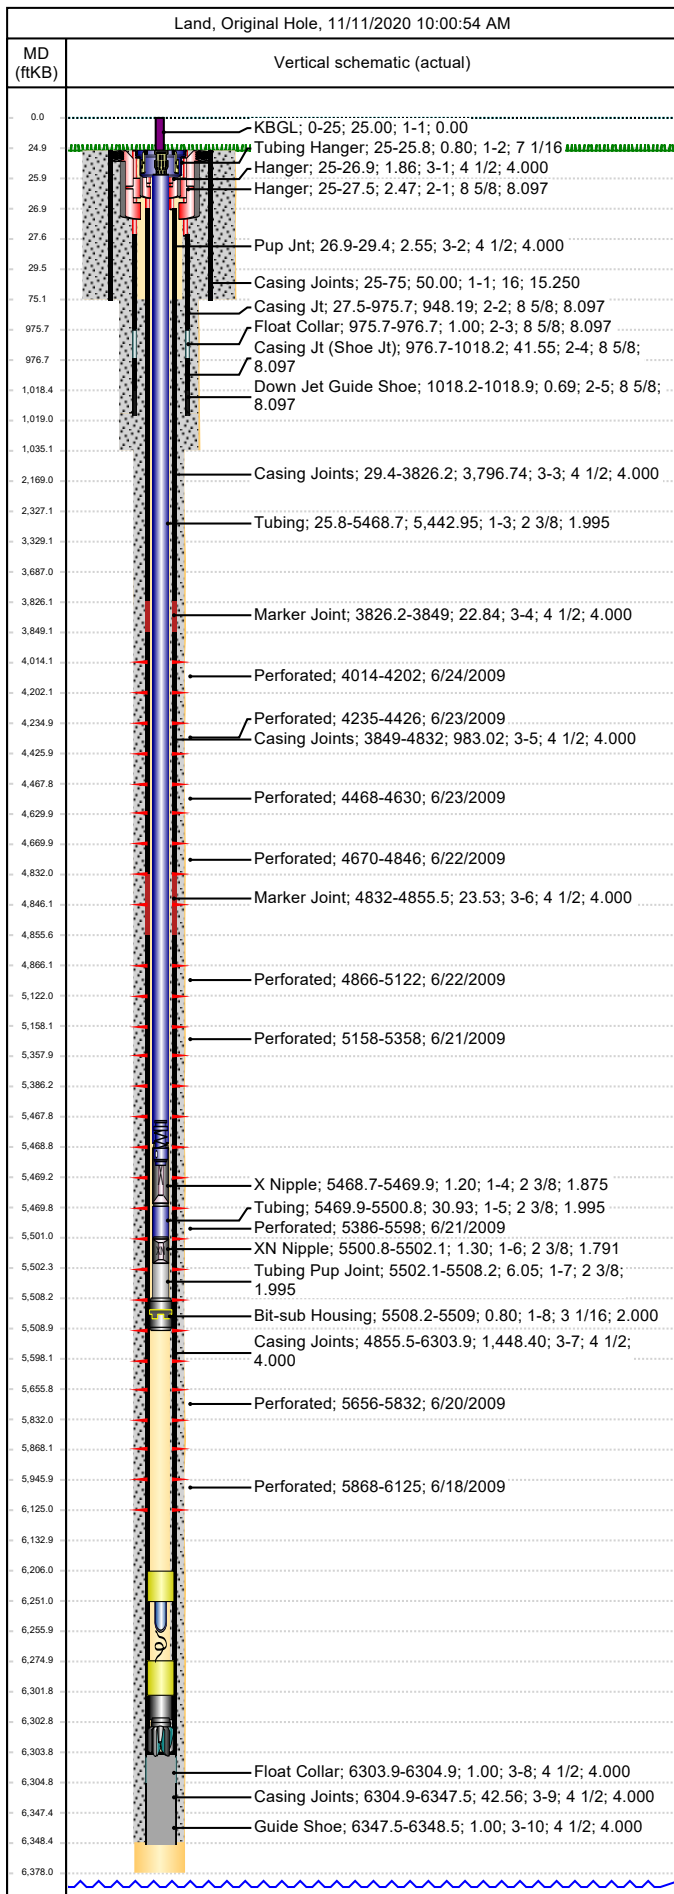 Land, Original Hole, 11/11/2020 10:00:54 AM
MD
(ftKB)
Vertical schematic (actual)
0.0
24.9
25.9
26.9
27.6
29.5
75.1
975.7
976.7
1,018.4
1,019.0
1,035.1
2,169.0
2,327.1
3,329.1
3,687.0
3,826.1
3,849.1
4,014.1
4,202.1
4,234.9
4,425.9
4,467.8
4,629.9
4,669.9
4,832.0
4,846.1
4,855.6
4,866.1
5,122.0
5,158.1
5,357.9
5,386.2
5,467.8
5,468.8
5,469.2
5,469.8
5,501.0
5,502.3
5,508.2
5,508.9
5,598.1
5,655.8
5,832.0
5,868.1
5,945.9
6,125.0
6,132.9
6,206.0
6,251.0
6,255.9
6,274.9
6,301.8
6,302.8
6,303.8
6,304.8
6,347.4
6,348.4
6,378.0
KBGL; 0-25; 25.00; 1-1; 0.00
Tubing Hanger; 25-25.8; 0.80; 1-2; 7 1/16
Hanger; 25-26.9; 1.86; 3-1; 4 1/2; 4.000
Hanger; 25-27.5; 2.47; 2-1; 8 5/8; 8.097
Pup Jnt; 26.9-29.4; 2.55; 3-2; 4 1/2; 4.000
Casing Joints; 25-75; 50.00; 1-1; 16; 15.250
Casing Jt; 27.5-975.7; 948.19; 2-2; 8 5/8; 8.097
Float Collar; 975.7-976.7; 1.00; 2-3; 8 5/8; 8.097
Casing Jt (Shoe Jt); 976.7-1018.2; 41.55; 2-4; 8 5/8;
8.097
Down Jet Guide Shoe; 1018.2-1018.9; 0.69; 2-5; 8 5/8;
8.097
Casing Joints; 29.4-3826.2; 3,796.74; 3-3; 4 1/2; 4.000
Tubing; 25.8-5468.7; 5,442.95; 1-3; 2 3/8; 1.995
Marker Joint; 3826.2-3849; 22.84; 3-4; 4 1/2; 4.000
Perforated; 4014-4202; 6/24/2009
Perforated; 4235-4426; 6/23/2009
Casing Joints; 3849-4832; 983.02; 3-5; 4 1/2; 4.000
Perforated; 4468-4630; 6/23/2009
Perforated; 4670-4846; 6/22/2009
Marker Joint; 4832-4855.5; 23.53; 3-6; 4 1/2; 4.000
Perforated; 4866-5122; 6/22/2009
Perforated; 5158-5358; 6/21/2009
X Nipple; 5468.7-5469.9; 1.20; 1-4; 2 3/8; 1.875
Tubing; 5469.9-5500.8; 30.93; 1-5; 2 3/8; 1.995
Perforated; 5386-5598; 6/21/2009
XN Nipple; 5500.8-5502.1; 1.30; 1-6; 2 3/8; 1.791
Tubing Pup Joint; 5502.1-5508.2; 6.05; 1-7; 2 3/8;
1.995
Bit-sub Housing; 5508.2-5509; 0.80; 1-8; 3 1/16; 2.000
Casing Joints; 4855.5-6303.9; 1,448.40; 3-7; 4 1/2;
4.000
Perforated; 5656-5832; 6/20/2009
Perforated; 5868-6125; 6/18/2009
Float Collar; 6303.9-6304.9; 1.00; 3-8; 4 1/2; 4.000
Casing Joints; 6304.9-6347.5; 42.56; 3-9; 4 1/2; 4.000
Guide Shoe; 6347.5-6348.5; 1.00; 3-10; 4 1/2; 4.000